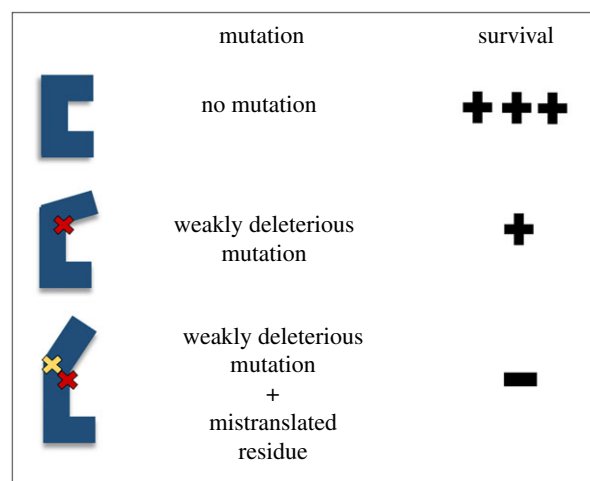 mutation survival
no mutation
weakly deleterious
mutation
weakly deleterious
mutation
+
mistranslated
residue